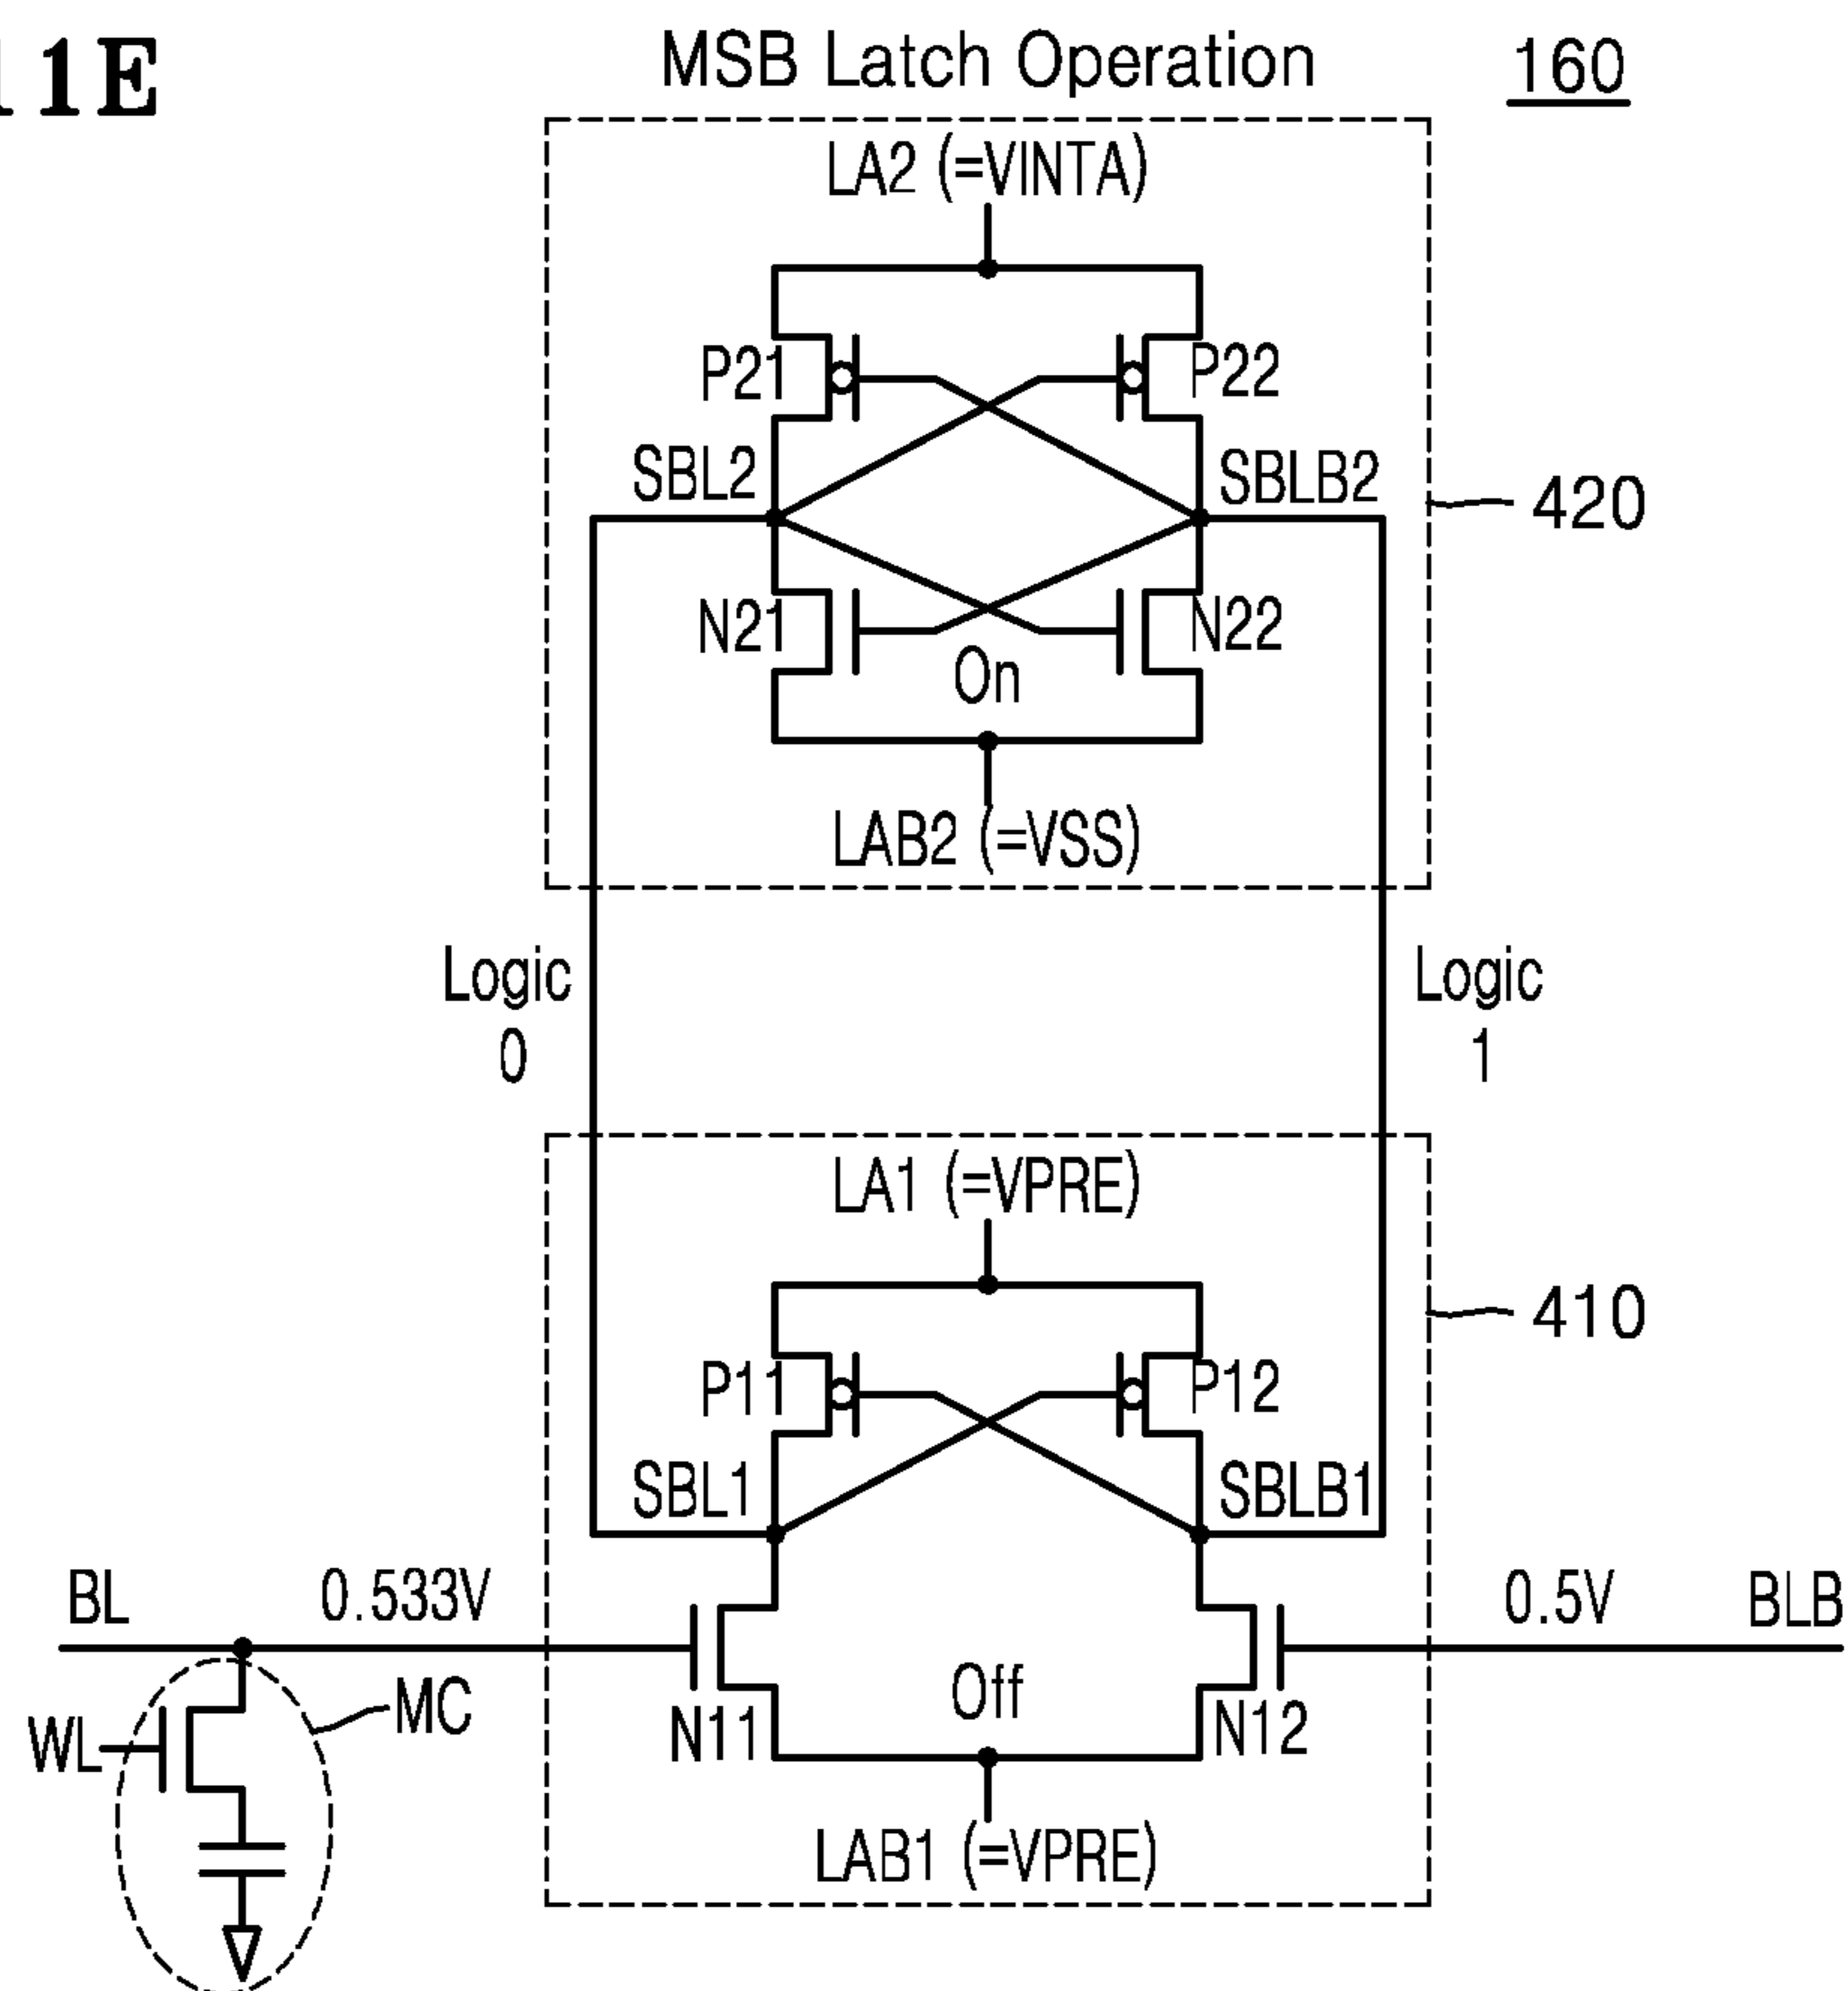 11E
MSB Latch Operation
160
LA2 (=VINTA)
P21
P22
SBL2
SBLB2
420
N21
N22
On
LAB2 (=VSS)
Logic
0
Logic
1
LA1 (=VPRE)
410
P11
P12
SBL1
SBLB1
BL
0.533V
0.5V
BLB
MC
Off
WL
N11
N12
LAB1 (=VPRE)